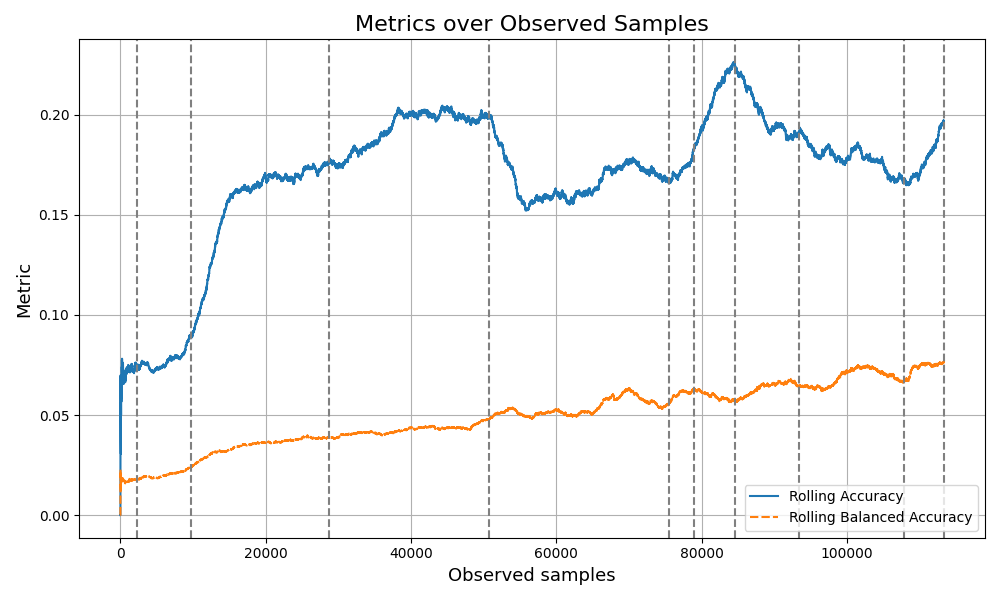 Metrics over Observed Samples
Metric
0.20
0.15
0.10
0.05
0.00
0
20000
40000
60000
80000
100000
Observed samples
Rolling Accuracy
Rolling Balanced Accuracy